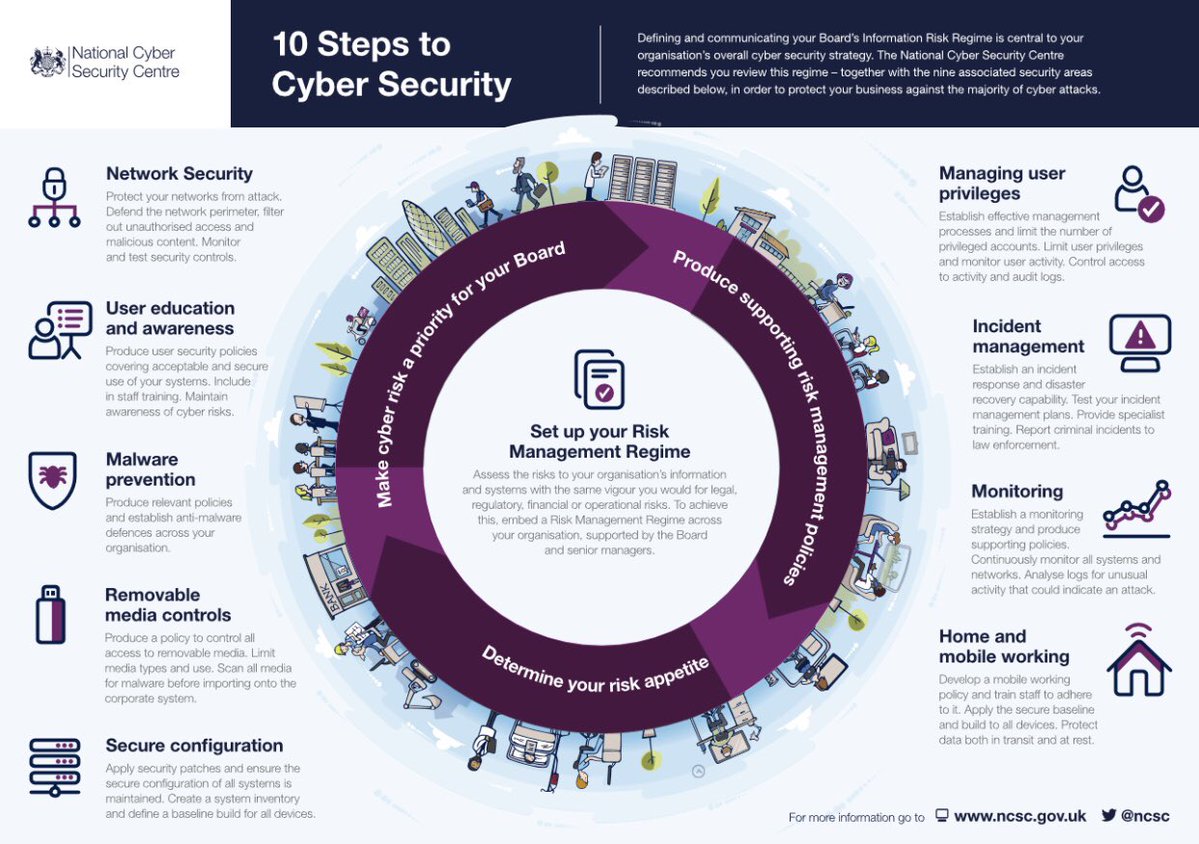 National Cyber
Security Centre
10 Steps to
Cyber Security
Defining and communicating your Board's Information Risk Regime is central to your
organisation's overall cyber security strategy. The National Cyber Security Centre
recommends you review this regime – together with the nine associated security areas
described below, in order to protect your business against the majority of cyber attacks.
Network Security
Protect your networks from attack.
Defend the network perimeter, filter
out unauthorised access and
malicious content. Monitor
and test security controls.
User education
and awareness
Produce user security policies
covering acceptable and secure
use of your systems. Include
in staff training. Maintain
awareness of cyber risks.
Malware
prevention
Produce relevant policies
and establish anti-malware
defences across your
organisation.
Removable
media controls
Produce a policy to control all
access to removable media. Limit
media types and use. Scan all media
for malware before importing onto the
corporate system.
Secure configuration
Apply security patches and ensure the
secure configuration of all systems is
maintained. Create a system inventory
and define a baseline build for all devices.
Make cyber risk a priority for your Board
Produce supporting risk management policies
Determine your risk appetite
BANK
Set up your Risk
Management Regime
Assess the risks to your organisation's information
and systems with the same vigour you would for legal,
regulatory, financial or operational risks. To achieve
this, embed a Risk Management Regime across
your organisation, supported by the Board
and senior managers.
Managing user
privileges
Establish effective management
processes and limit the number of
privileged accounts. Limit user privileges
and monitor user activity. Control access
to activity and audit logs.
Incident
management
Establish an incident
response and disaster
recovery capability. Test your incident
management plans. Provide specialist
training. Report criminal incidents to
law enforcement.
Monitoring
Establish a monitoring
strategy and produce
supporting policies.
Continuously monitor all systems and
networks. Analyse logs for unusual
activity that could indicate an attack.
Home and
mobile working
Develop a mobile working
policy and train staff to adhere
to it. Apply the secure baseline
and build to all devices. Protect
data both in transit and at rest.
For more information go to www.ncsc.gov.uk @ncsc